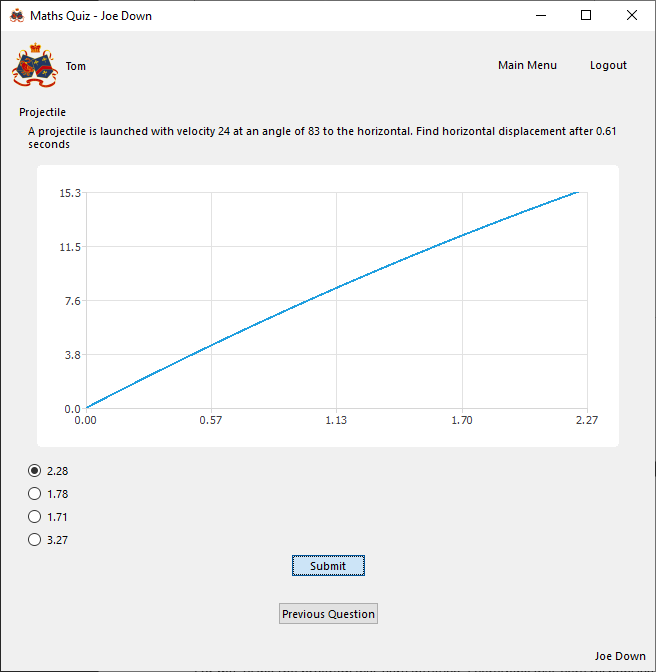 Maths Quiz - Joe Down
Tom
Main Menu
Logout
Projectile
A projectile is launched with velocity 24 at an angle of 83 to the horizontal. Find horizontal displacement after 0.61
seconds
15.3
11.5
7.6
3.8
0.0
0.00 0.57 1.13 1.70 2.27
2.28
1.78
1.71
3.27
Submit
Previous Question
Joe Down